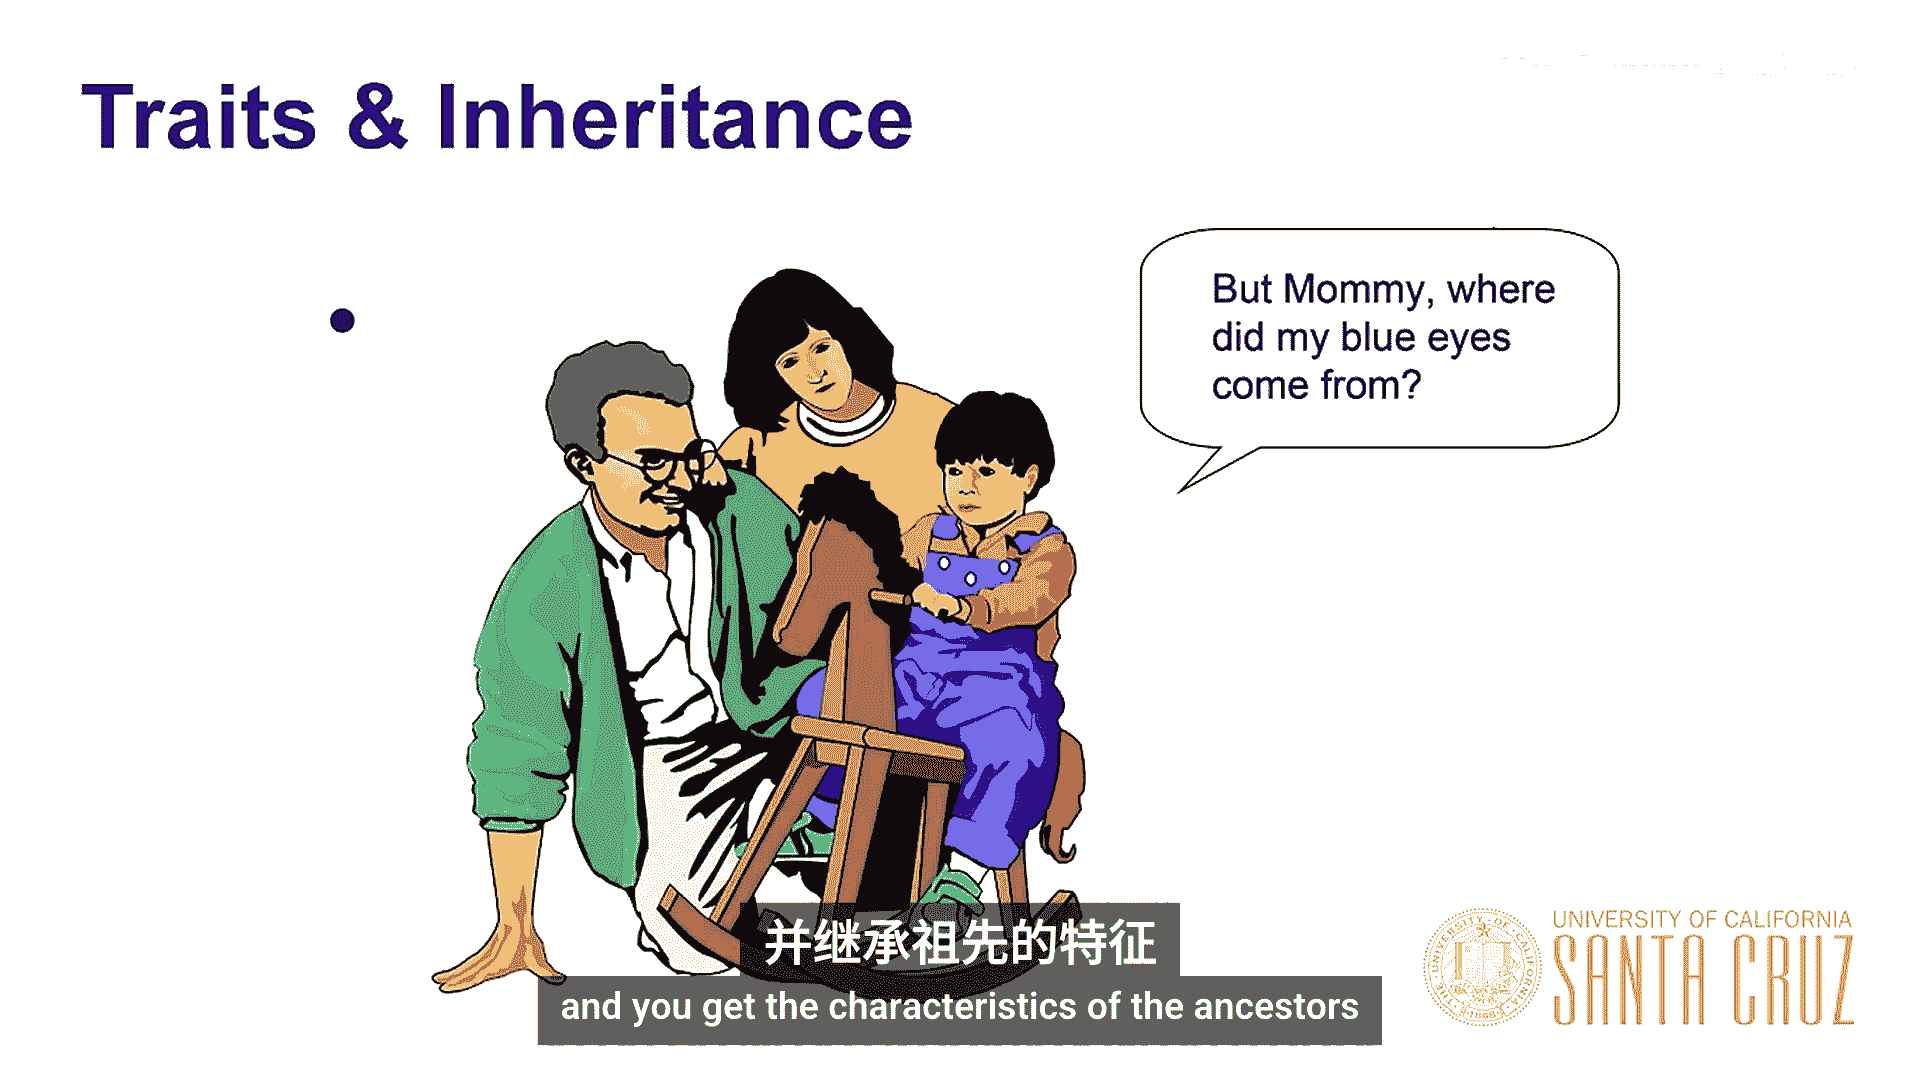 Traits & Inheritance
But Mommy, where
did my blue eyes
come from?
并继承祖先的特征
and you get the characteristics of the ancestors
UNIVERSITY OF CALIFORNIA
SANTA CRUZ